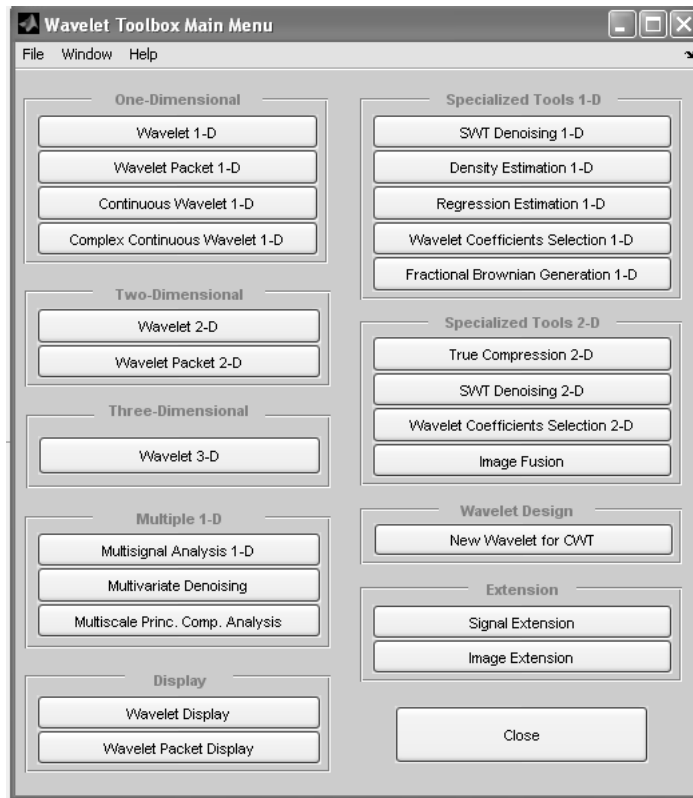 Wavelet Toolbox Main Menu
File Window Help
One-Dimensional
Wavelet 1-D
Wavelet Packet 1-D
Continuous Wavelet 1-D
Complex Continuous Wavelet 1-D
Two-Dimensional
Wavelet 2-D
Wavelet Packet 2-D
Three-Dimensional
Wavelet 3-D
Multiple 1-D
Multisignal Analysis 1-D
Multivariate Denoising
Multiscale Princ. Comp. Analysis
Display
Wavelet Display
Wavelet Packet Display
Specialized Tools 1-D
SWT Denoising 1-D
Density Estimation 1-D
Regression Estimation 1-D
Wavelet Coefficients Selection 1-D
Fractional Brownian Generation 1-D
Specialized Tools 2-D
True Compression 2-D
SWT Denoising 2-D
Wavelet Coefficients Selection 2-D
Image Fusion
Wavelet Design
New Wavelet for CWT
Extension
Signal Extension
Image Extension
Close